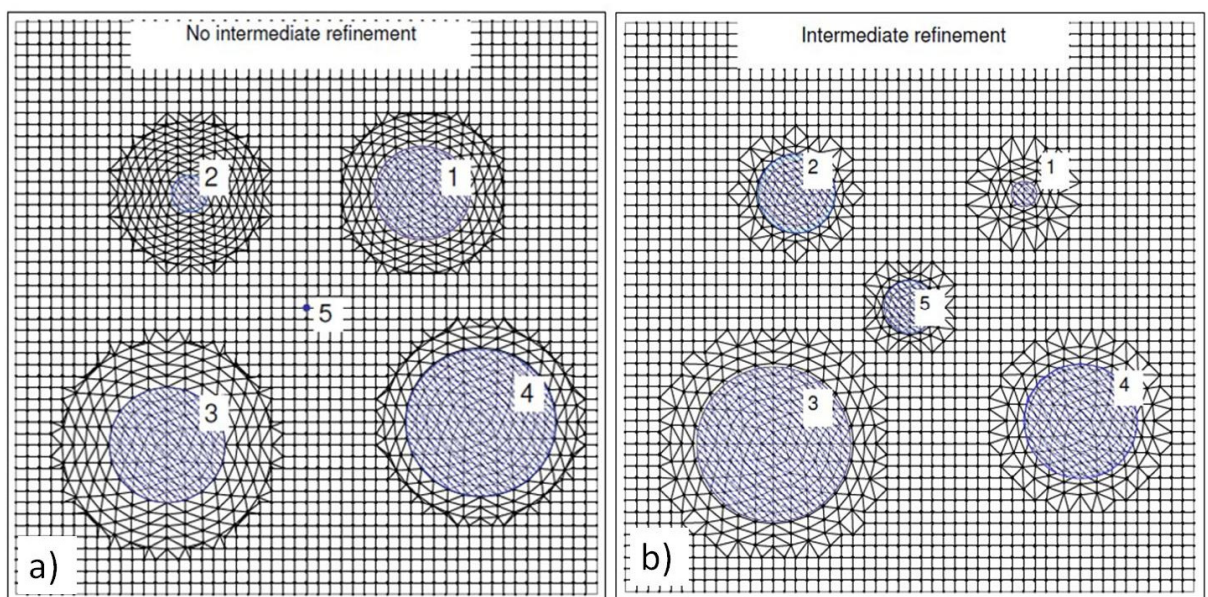 No intermediate refinement
2
1
5
3
4
a)
Intermediate refinement
2
1
5
3
4
b)